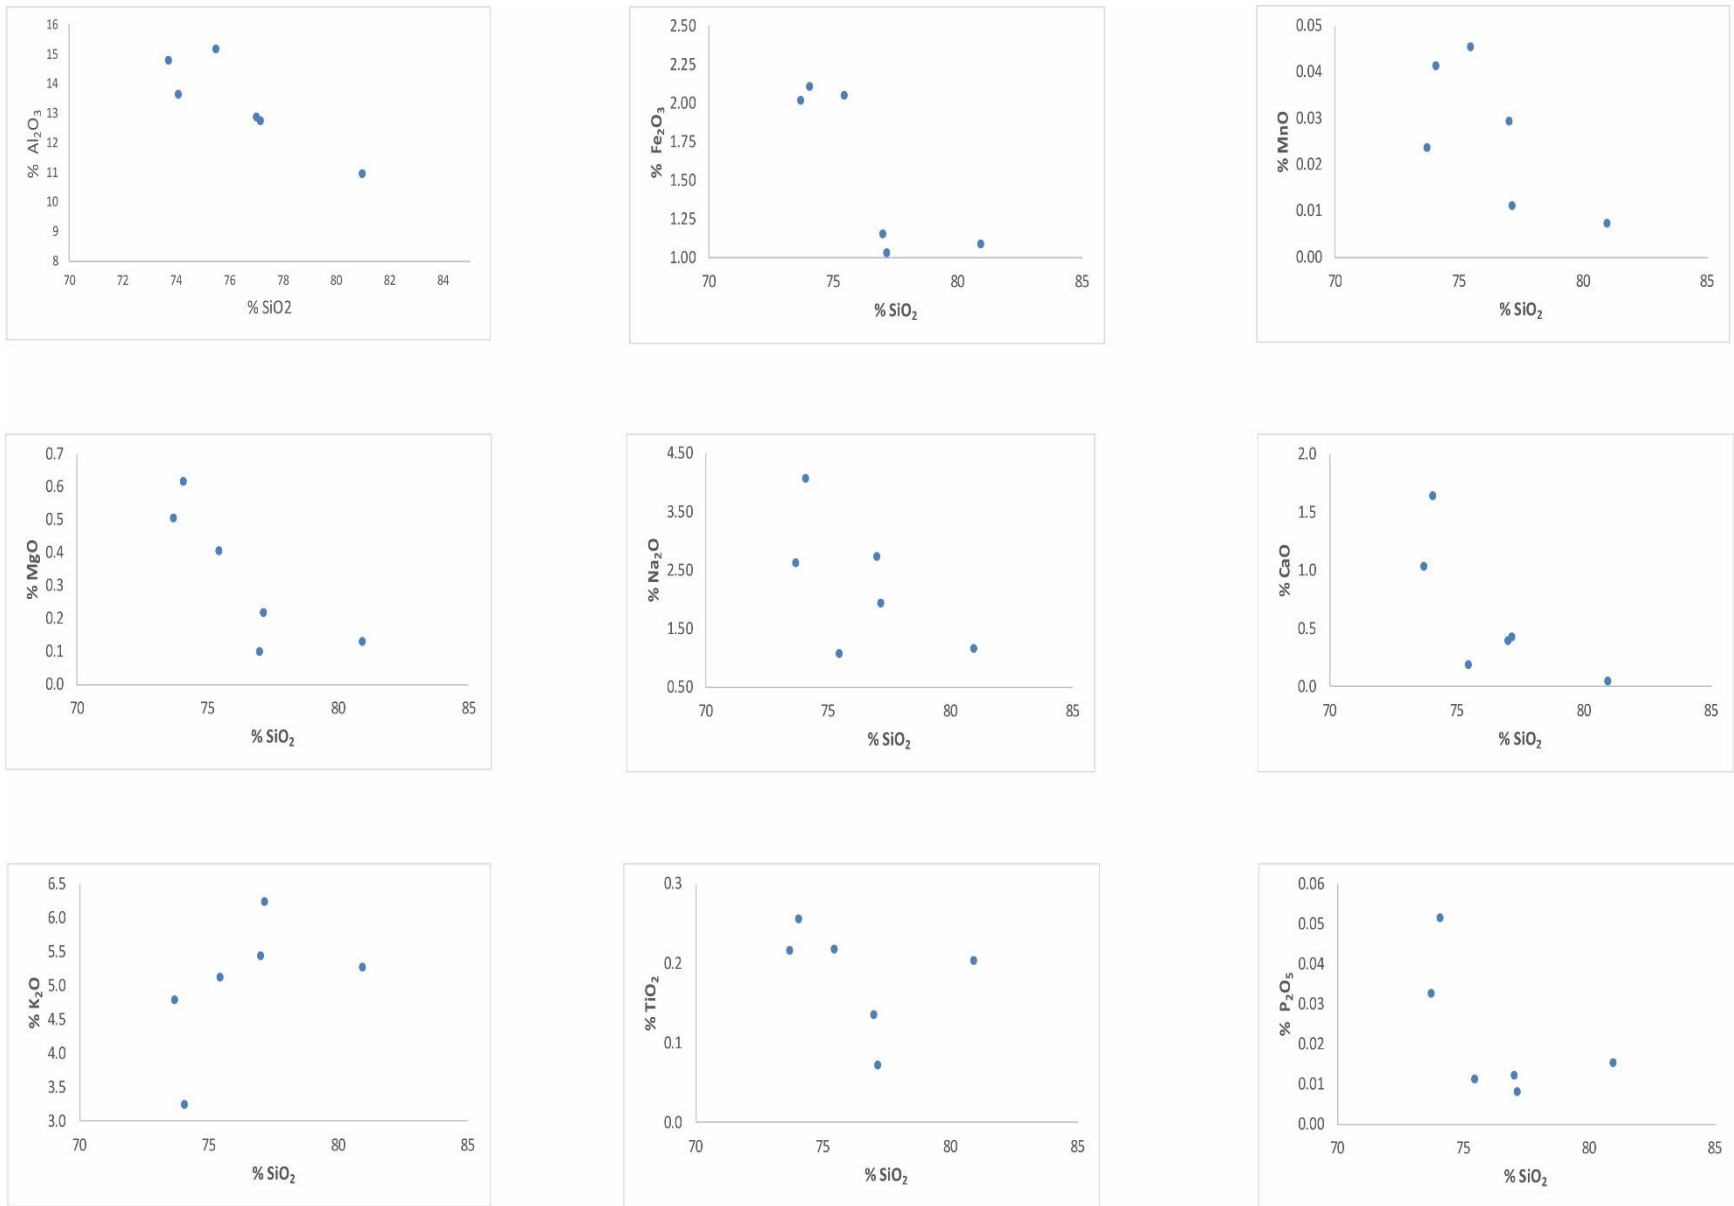 16
15
14
13
12
11
10
9
8
70 72 74 76 78 80 82 84
% Al₂O₃
% SiO2
2.50
2.25
2.00
1.75
1.50
1.25
1.00
70 75 80 85
% Fe₂O₃
% SiO₂
0.05
0.04
0.03
0.02
0.01
0.00
70 75 80 85
% MnO
% SiO₂
0.7
0.6
0.5
0.4
0.3
0.2
0.1
0.0
70 75 80 85
% MgO
% SiO₂
4.50
3.50
2.50
1.50
0.50
70 75 80 85
% Na₂O
% SiO₂
2.0
1.5
1.0
0.5
0.0
70 75 80 85
% CaO
% SiO₂
6.5
6.0
5.5
5.0
4.5
4.0
3.5
3.0
70 75 80 85
% K₂O
% SiO₂
0.3
0.2
0.1
0.0
70 75 80 85
% TiO₂
% SiO₂
0.06
0.05
0.04
0.03
0.02
0.01
0.00
70 75 80 85
% P₂O₅
% SiO₂